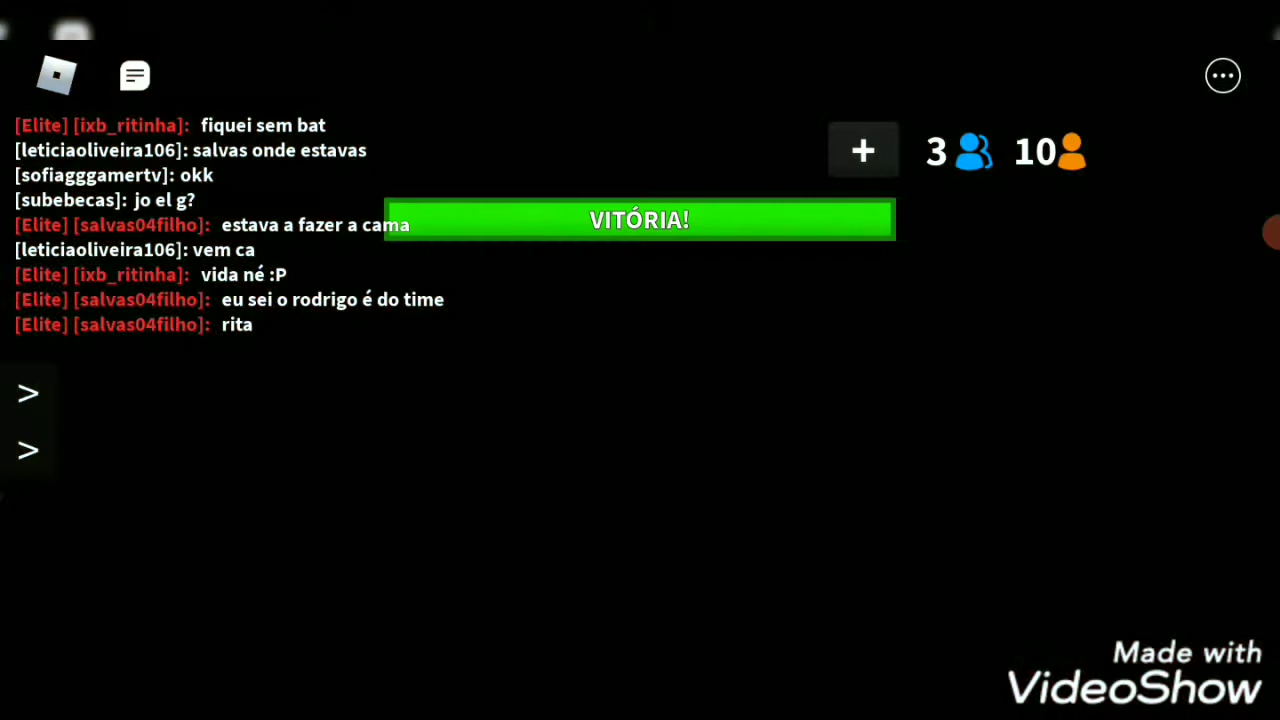 [Elite] [ixb_ritinha]: fiquei sem bat
[leticiaoliveira106]: salvas onde estavas
[sofiagggamertv]: okk
[subebecas]: jo el g?
[Elite] [salvas04filho]: estava a fazer a cama
[leticiaoliveira106]: vem ca
[Elite] [ixb_ritinha]: vida né :P
[Elite] [salvas04filho]: eu sei o rodrigo é do time
[Elite] [salvas04filho]: rita
+ 3 10
VITÓRIA!
>
>
Made with
VideoShow